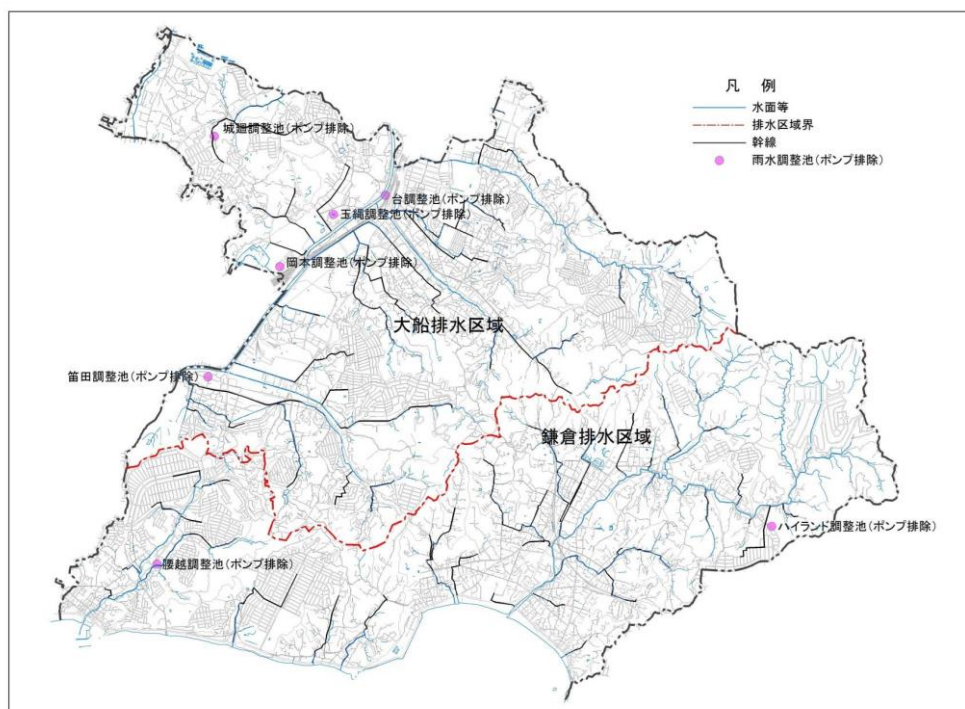 凡 例
水面等
排水区域界
幹線
雨水調整池(ポンプ排除)
城廻調整池(ポンプ排除)
台調整池(ポンプ排除)
玉縄調整池(ポンプ排除)
岡本調整池(ポンプ排除)
大船排水区域
笛田調整池(ポンプ排除)
鎌倉排水区域
ハイランド調整池(ポンプ排除)
腰越調整池(ポンプ排除)